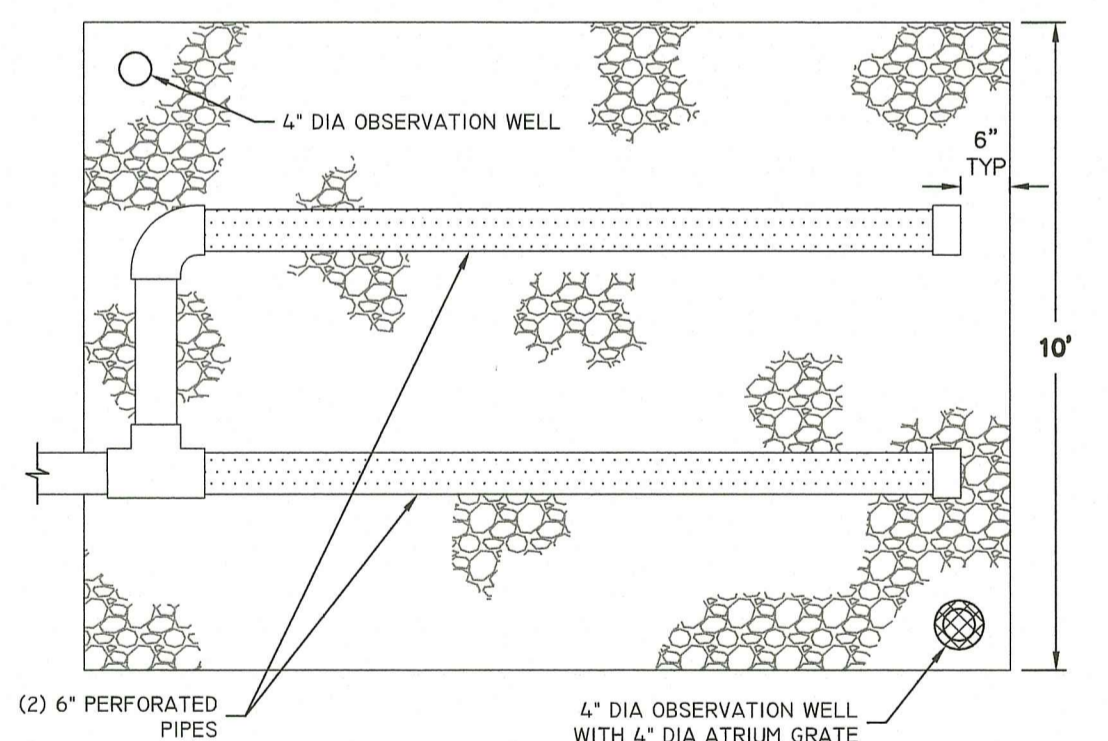 4" DIA OBSERVATION WELL
6"
TYP
10'
(2) 6" PERFORATED
PIPES
4" DIA OBSERVATION WELL
WITH 4" DIA ATRIUM GRATE